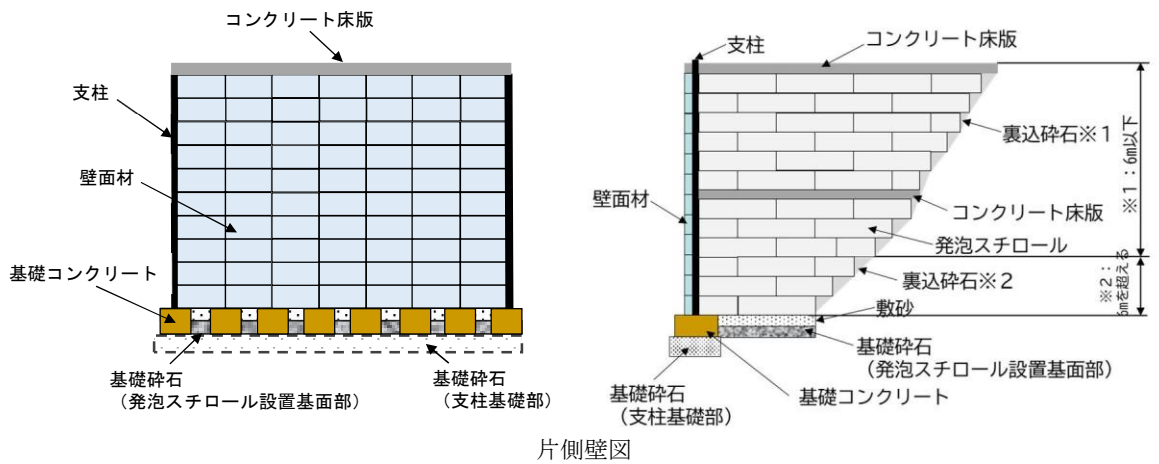 コンクリート床版
支柱
壁面材
基礎コンクリート
基礎砕石
（発泡スチロール設置基面部）
基礎砕石
（支柱基礎部）
支柱
コンクリート床版
裏込砕石※1
※1：6m以下
壁面材
コンクリート床版
発泡スチロール
裏込砕石※2
※2：
6mを超える
敷砂
基礎砕石
（発泡スチロール設置基面部）
基礎コンクリート
基礎砕石
（支柱基礎部）
片側壁図